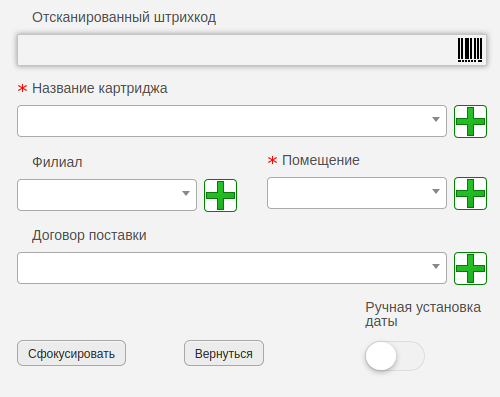 Отсканированный штрихкод
* Название картриджа
Филиал
* Помещение
Договор поставки
Ручная установка
даты
Сфокусировать
Вернуться